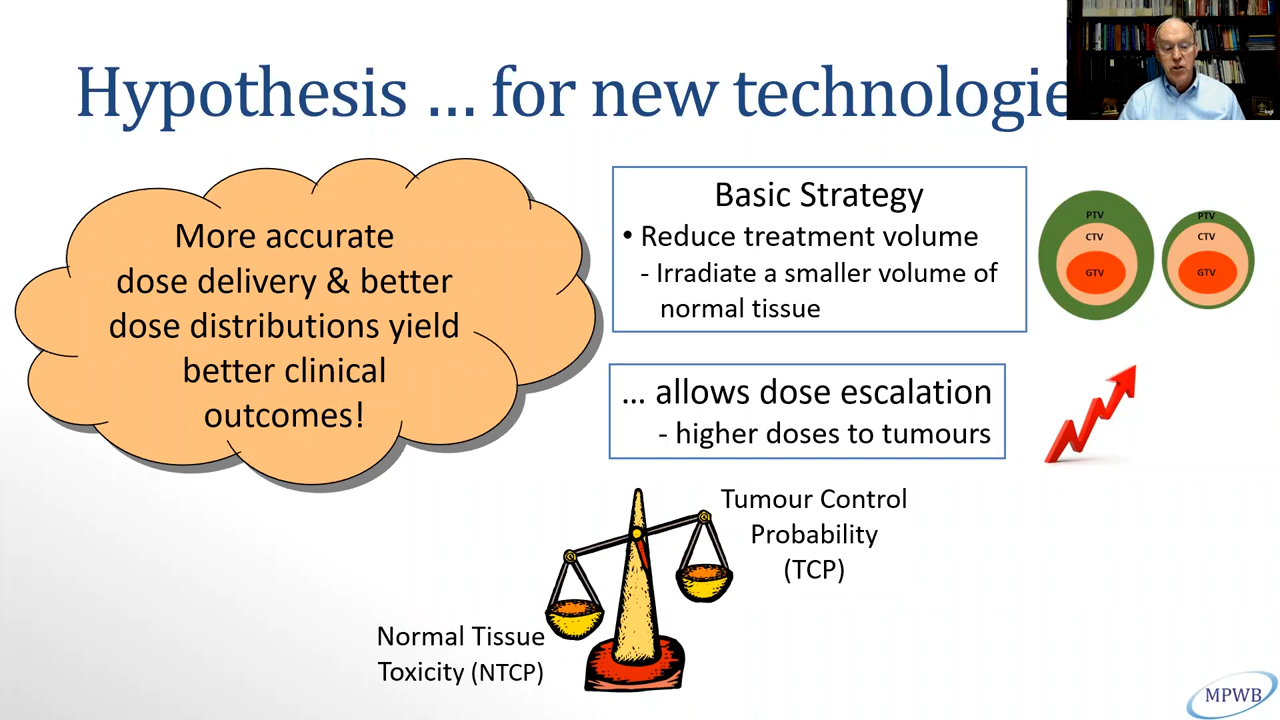 Hypothesis ... for new technologie
More accurate
dose delivery & better
dose distributions yield
better clinical
outcomes!
Basic Strategy
• Reduce treatment volume
- Irradiate a smaller volume of
normal tissue
PTV
CTV
GTV
PTV
CTV
GTV
... allows dose escalation
- higher doses to tumours
Tumour Control
Probability
(TCP)
Normal Tissue
Toxicity (NTCP)
MPWB